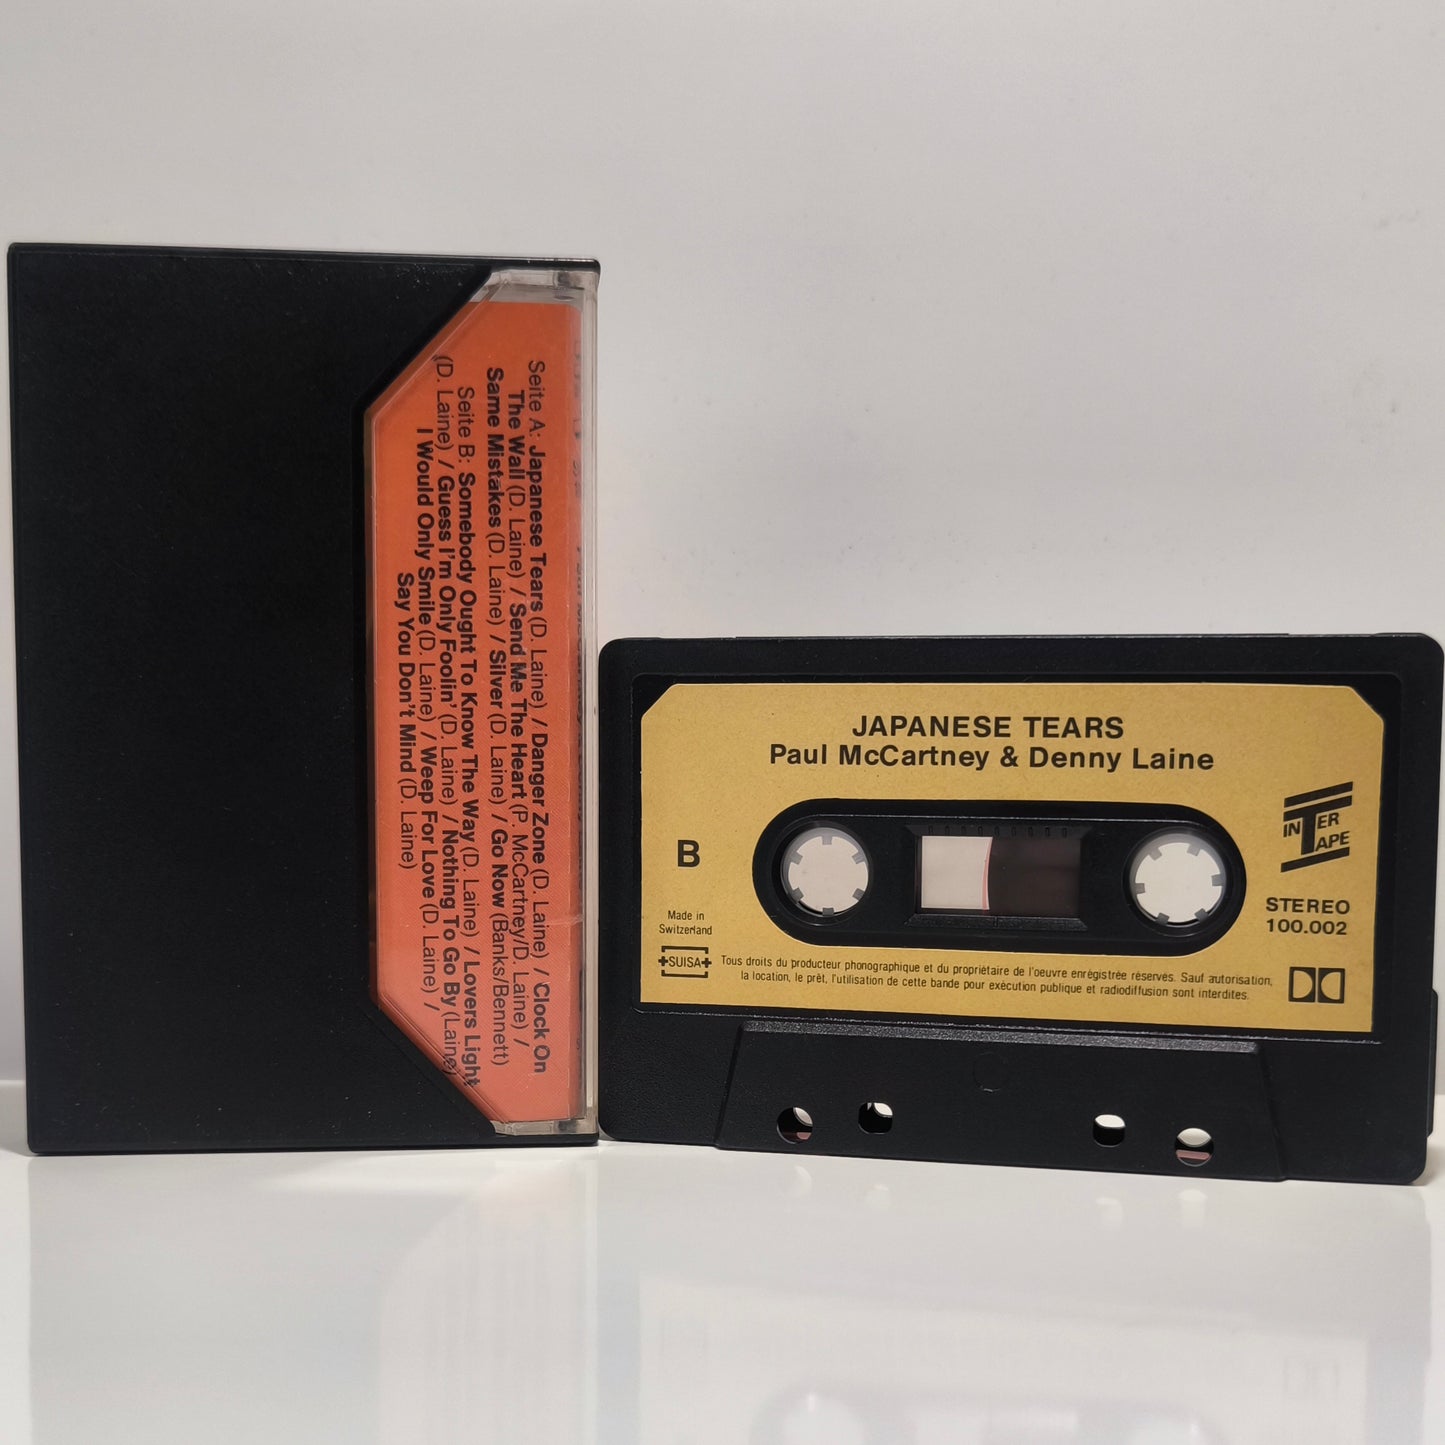 Seite A: Japanese Tears (D. Laine) / Danger Zone (D. Laine) / Clock On
The Wall (D. Laine) / Send Me The Heart (P. McCartney/D. Laine) /
Same Mistakes (D. Laine) / Silver (D. Laine) / Go Now (Banks/Bennett)
Seite B: Somebody Ought To Know The Way (D. Laine) / Lovers Light
(D. Laine) / Guess I'm Only Foolin' (D. Laine) / Nothing To Go By (Laine)
I Would Only Smile (D. Laine) / Weep For Love (D. Laine) /
Say You Don't Mind (D. Laine)
JAPANESE TEARS
Paul McCartney & Denny Laine
B
INTER
TAPE
STEREO
100.002
Made in
Switzerland
SUISA
Tous droits du producteur phonographique et du propriétaire de l'oeuvre enregistrée réservés. Sauf autorisation,
la location, le prêt, l'utilisation de cette bande pour exécution publique et radiodiffusion sont interdites.